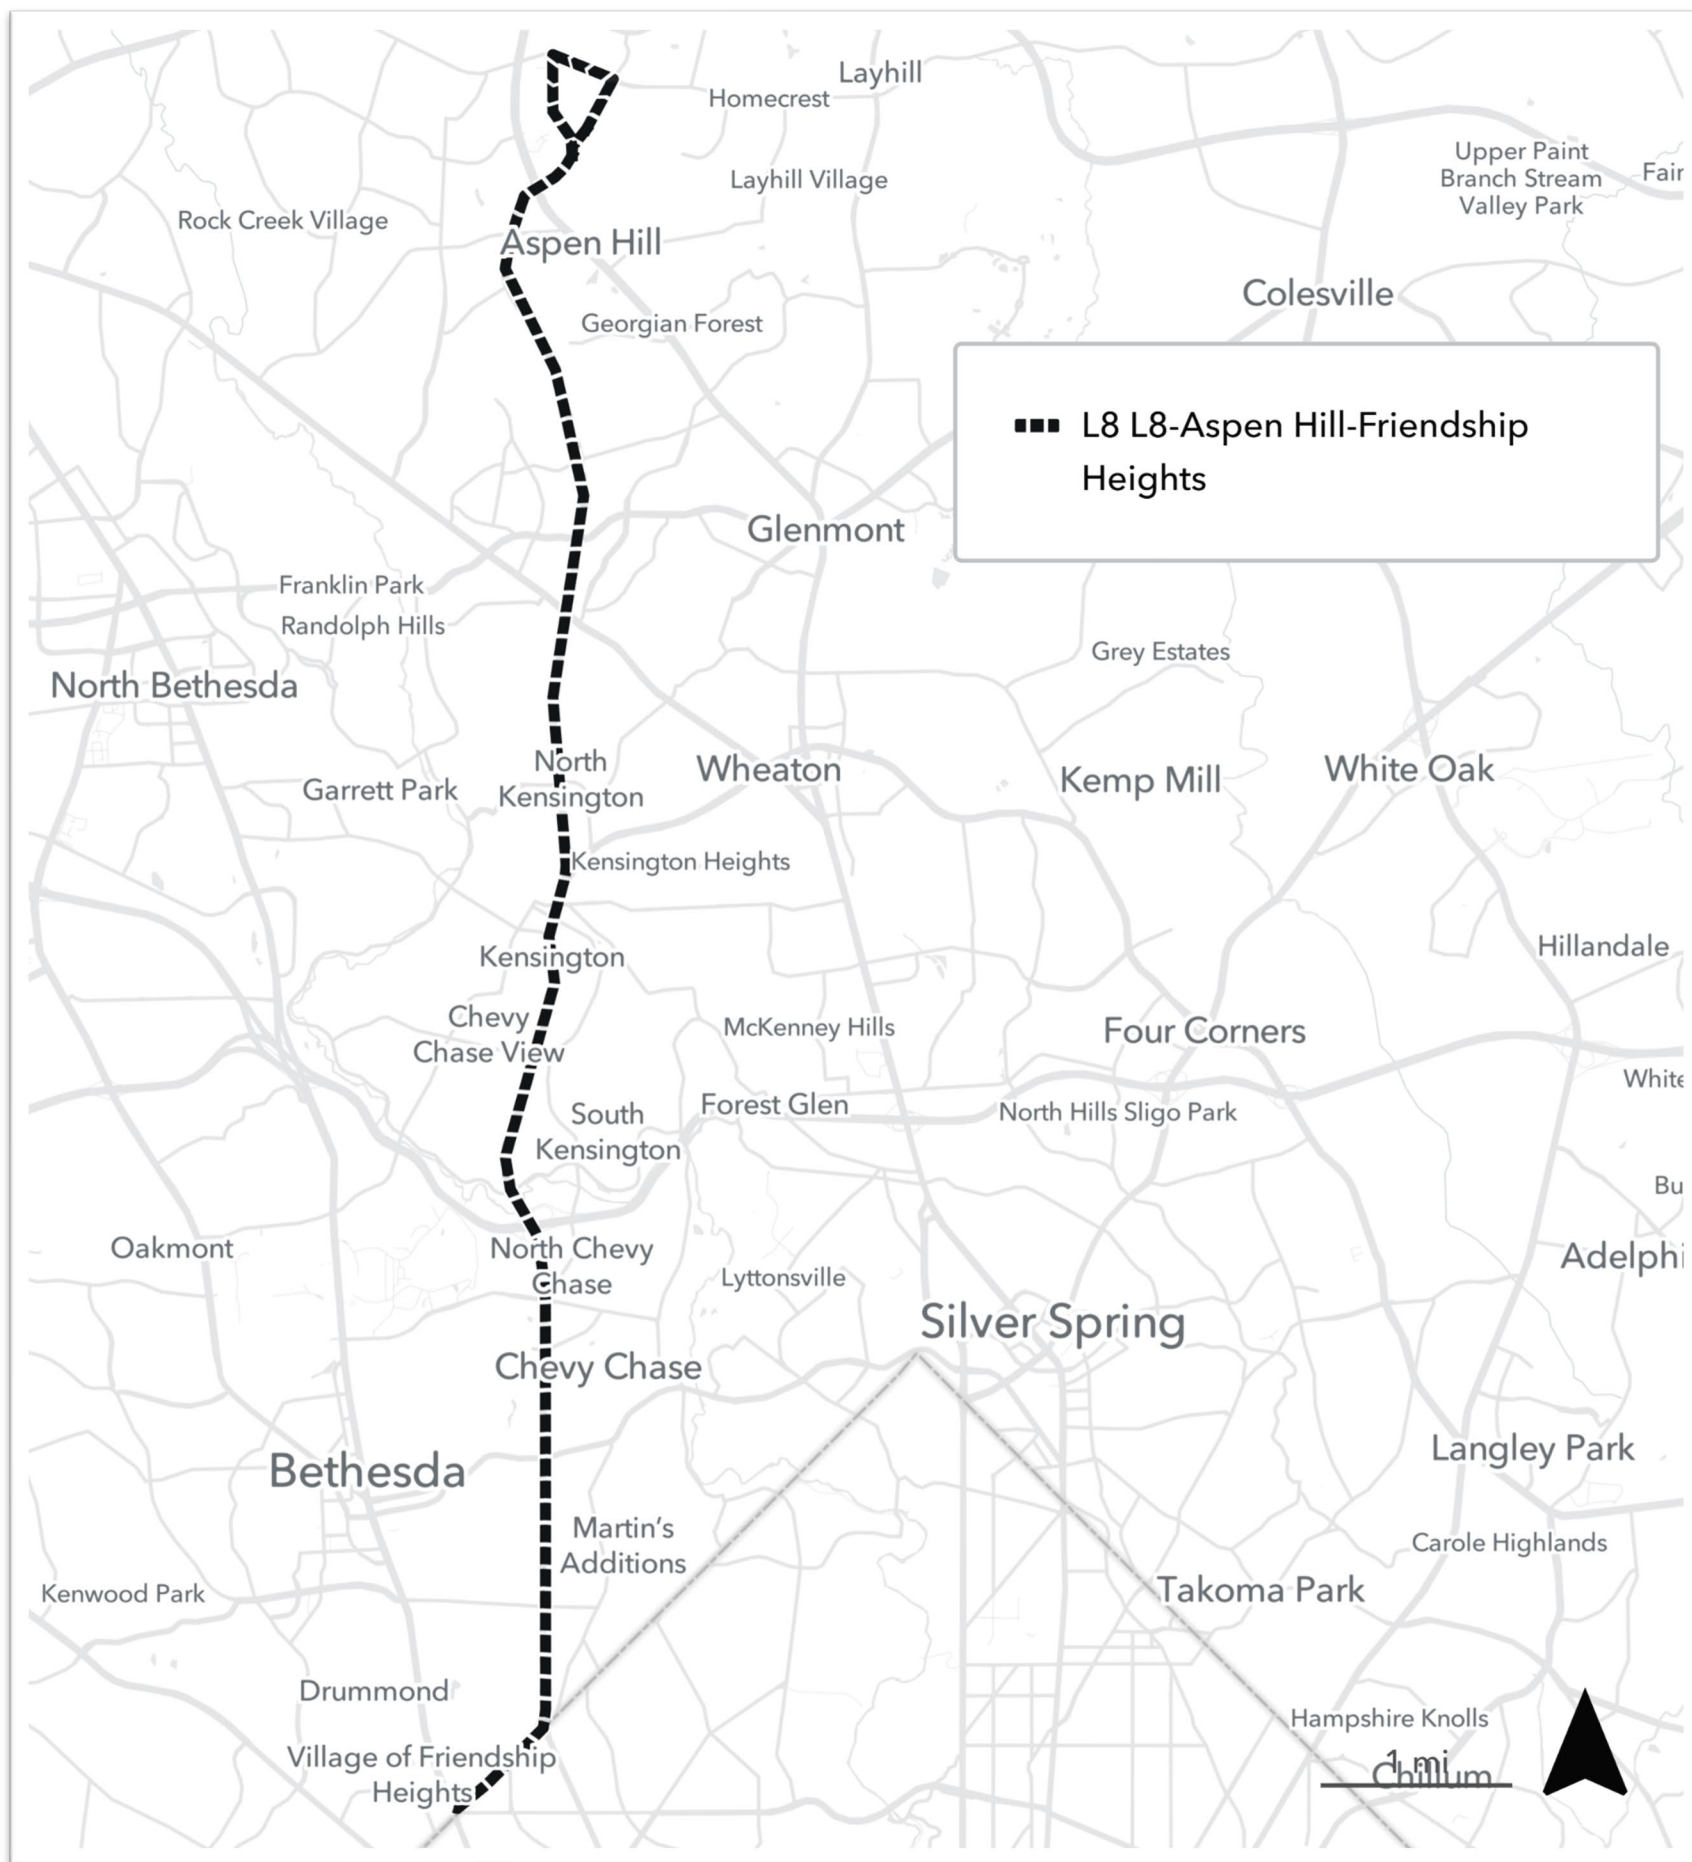 Layhill
Homecrest
Upper Paint
Branch Stream
Valley Park
Fair
Layhill Village
Rock Creek Village
Aspen Hill
Colesville
Georgian Forest
L8 L8-Aspen Hill-Friendship
Heights
Glenmont
Franklin Park
Randolph Hills
Grey Estates
North Bethesda
North
Kensington
Wheaton
Kemp Mill
White Oak
Garrett Park
Kensington Heights
Kensington
Hillandale
Chevy
Chase View
McKenney Hills
Four Corners
White
Forest Glen
North Hills Sligo Park
South
Kensington
Bu
Oakmont
North Chevy
Chase
Lyttonsville
Adelphi
Silver Spring
Chevy Chase
Langley Park
Bethesda
Martin's
Additions
Carole Highlands
Kenwood Park
Takoma Park
Drummond
Hampshire Knolls
Village of Friendship
Heights
1 mi
Chillum